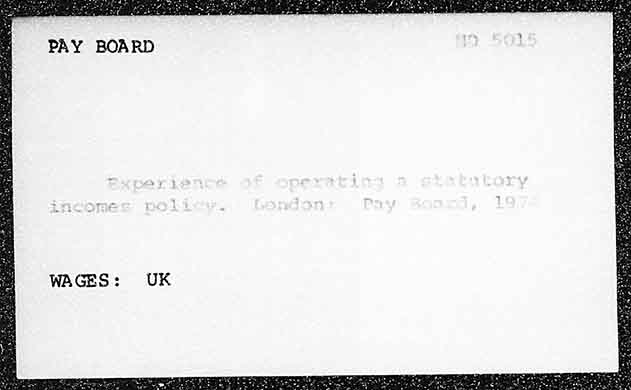 PAY BOARD
HD 5015
Experience of operating a statutory
incomes policy. London: Pay Board, 1974
WAGES: UK